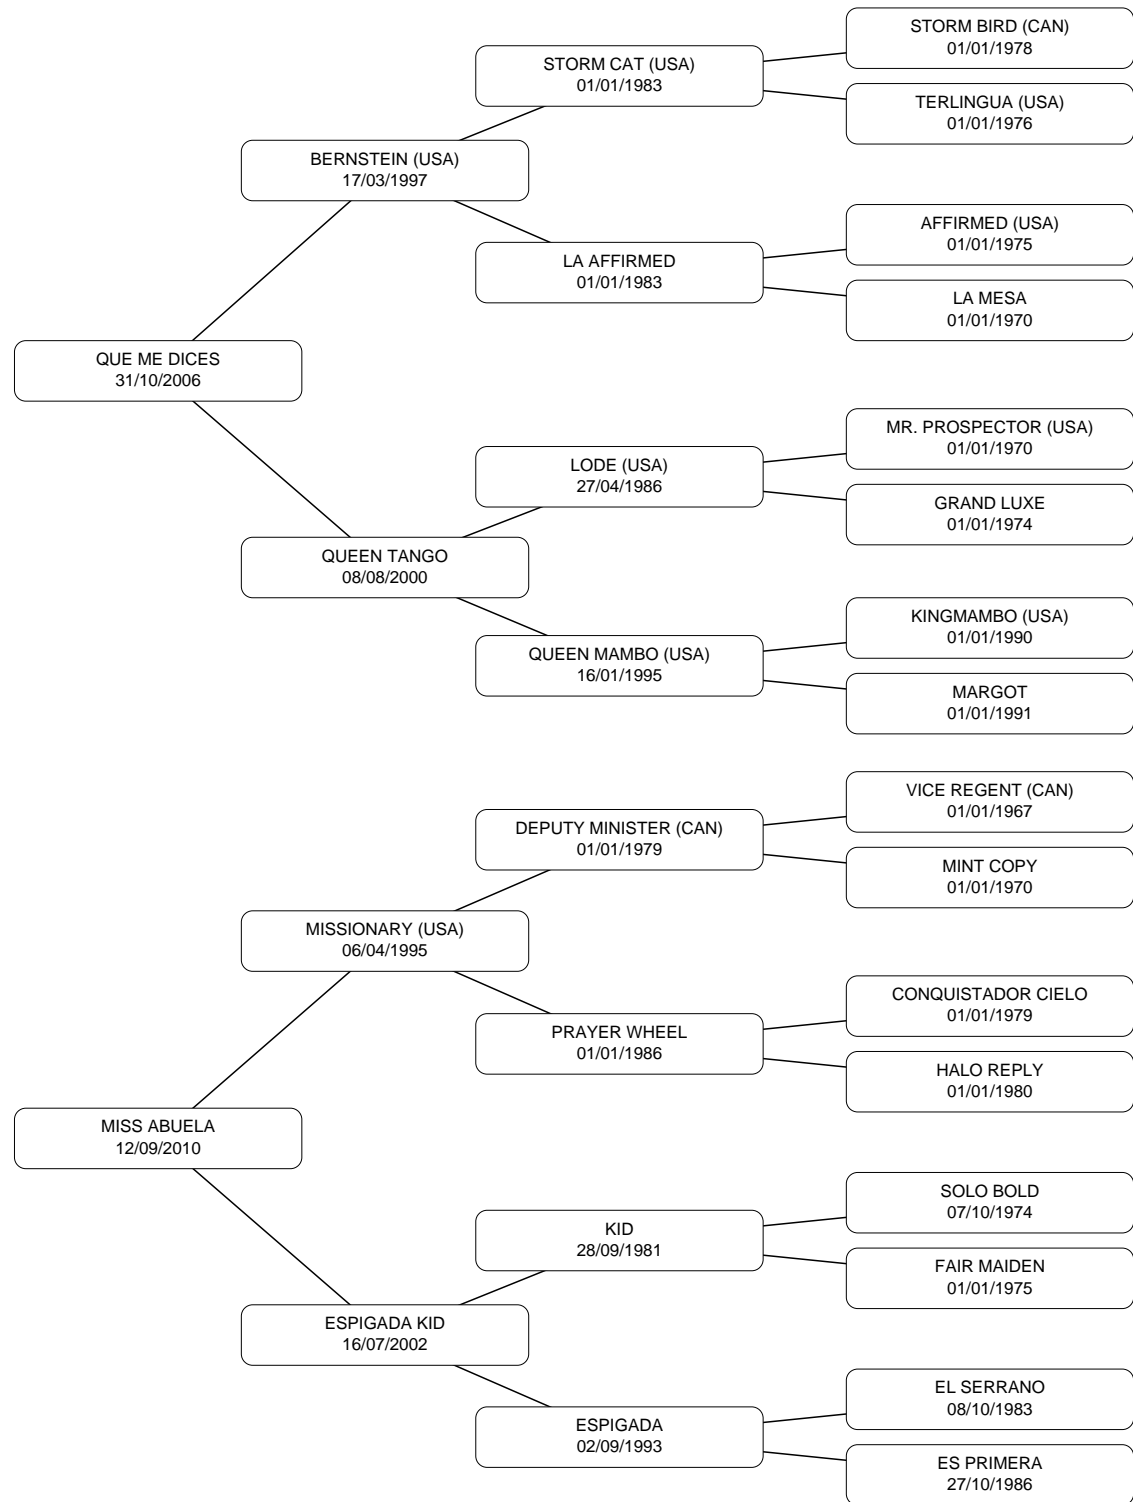 STORM BIRD (CAN)
01/01/1978
STORM CAT (USA)
01/01/1983
TERLINGUA (USA)
01/01/1976
BERNSTEIN (USA)
17/03/1997
AFFIRMED (USA)
01/01/1975
LA AFFIRMED
01/01/1983
LA MESA
01/01/1970
QUE ME DICES
31/10/2006
MR. PROSPECTOR (USA)
01/01/1970
LODE (USA)
27/04/1986
GRAND LUXE
01/01/1974
QUEEN TANGO
08/08/2000
KINGMAMBO (USA)
01/01/1990
QUEEN MAMBO (USA)
16/01/1995
MARGOT
01/01/1991
VICE REGENT (CAN)
01/01/1967
DEPUTY MINISTER (CAN)
01/01/1979
MINT COPY
01/01/1970
MISSIONARY (USA)
06/04/1995
CONQUISTADOR CIELO
01/01/1979
PRAYER WHEEL
01/01/1986
HALO REPLY
01/01/1980
MISS ABUELA
12/09/2010
SOLO BOLD
07/10/1974
KID
28/09/1981
FAIR MAIDEN
01/01/1975
ESPIGADA KID
16/07/2002
EL SERRANO
08/10/1983
ESPIGADA
02/09/1993
ES PRIMERA
27/10/1986